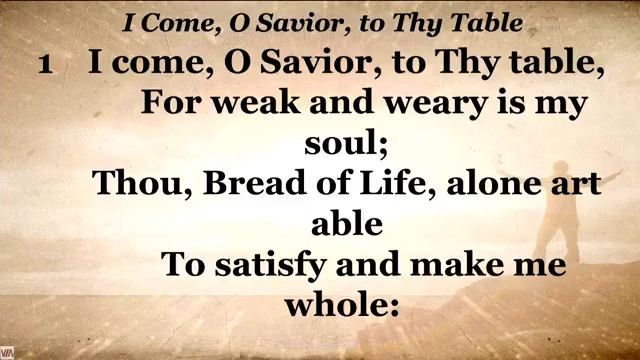 I Come, O Savior, to Thy Table
1 I come, O Savior, to Thy table,
For weak and weary is my
soul;
Thou, Bread of Life, alone art
able
To satisfy and make me
whole:
VIA